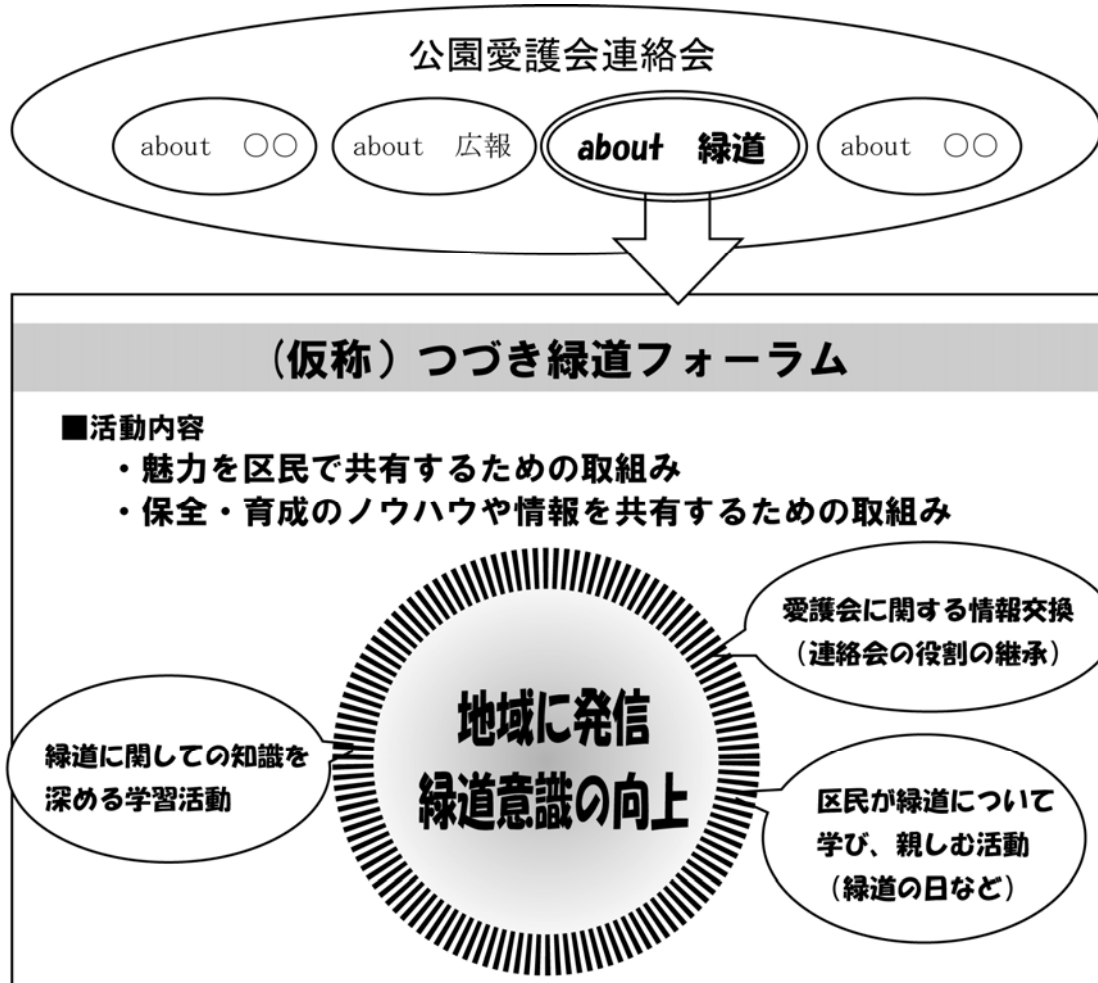 公園愛護会連絡会
about　〇〇
about　広報
about　緑道
about　〇〇
（仮称）つづき緑道フォーラム
■活動内容
・魅力を区民で共有するための取組み
・保全・育成のノウハウや情報を共有するための取組み
愛護会に関する情報交換
（連絡会の役割の継承）
地域に発信
緑道意識の向上
緑道に関しての知識を
深める学習活動
区民が緑道について
学び、親しむ活動
（緑道の日など）